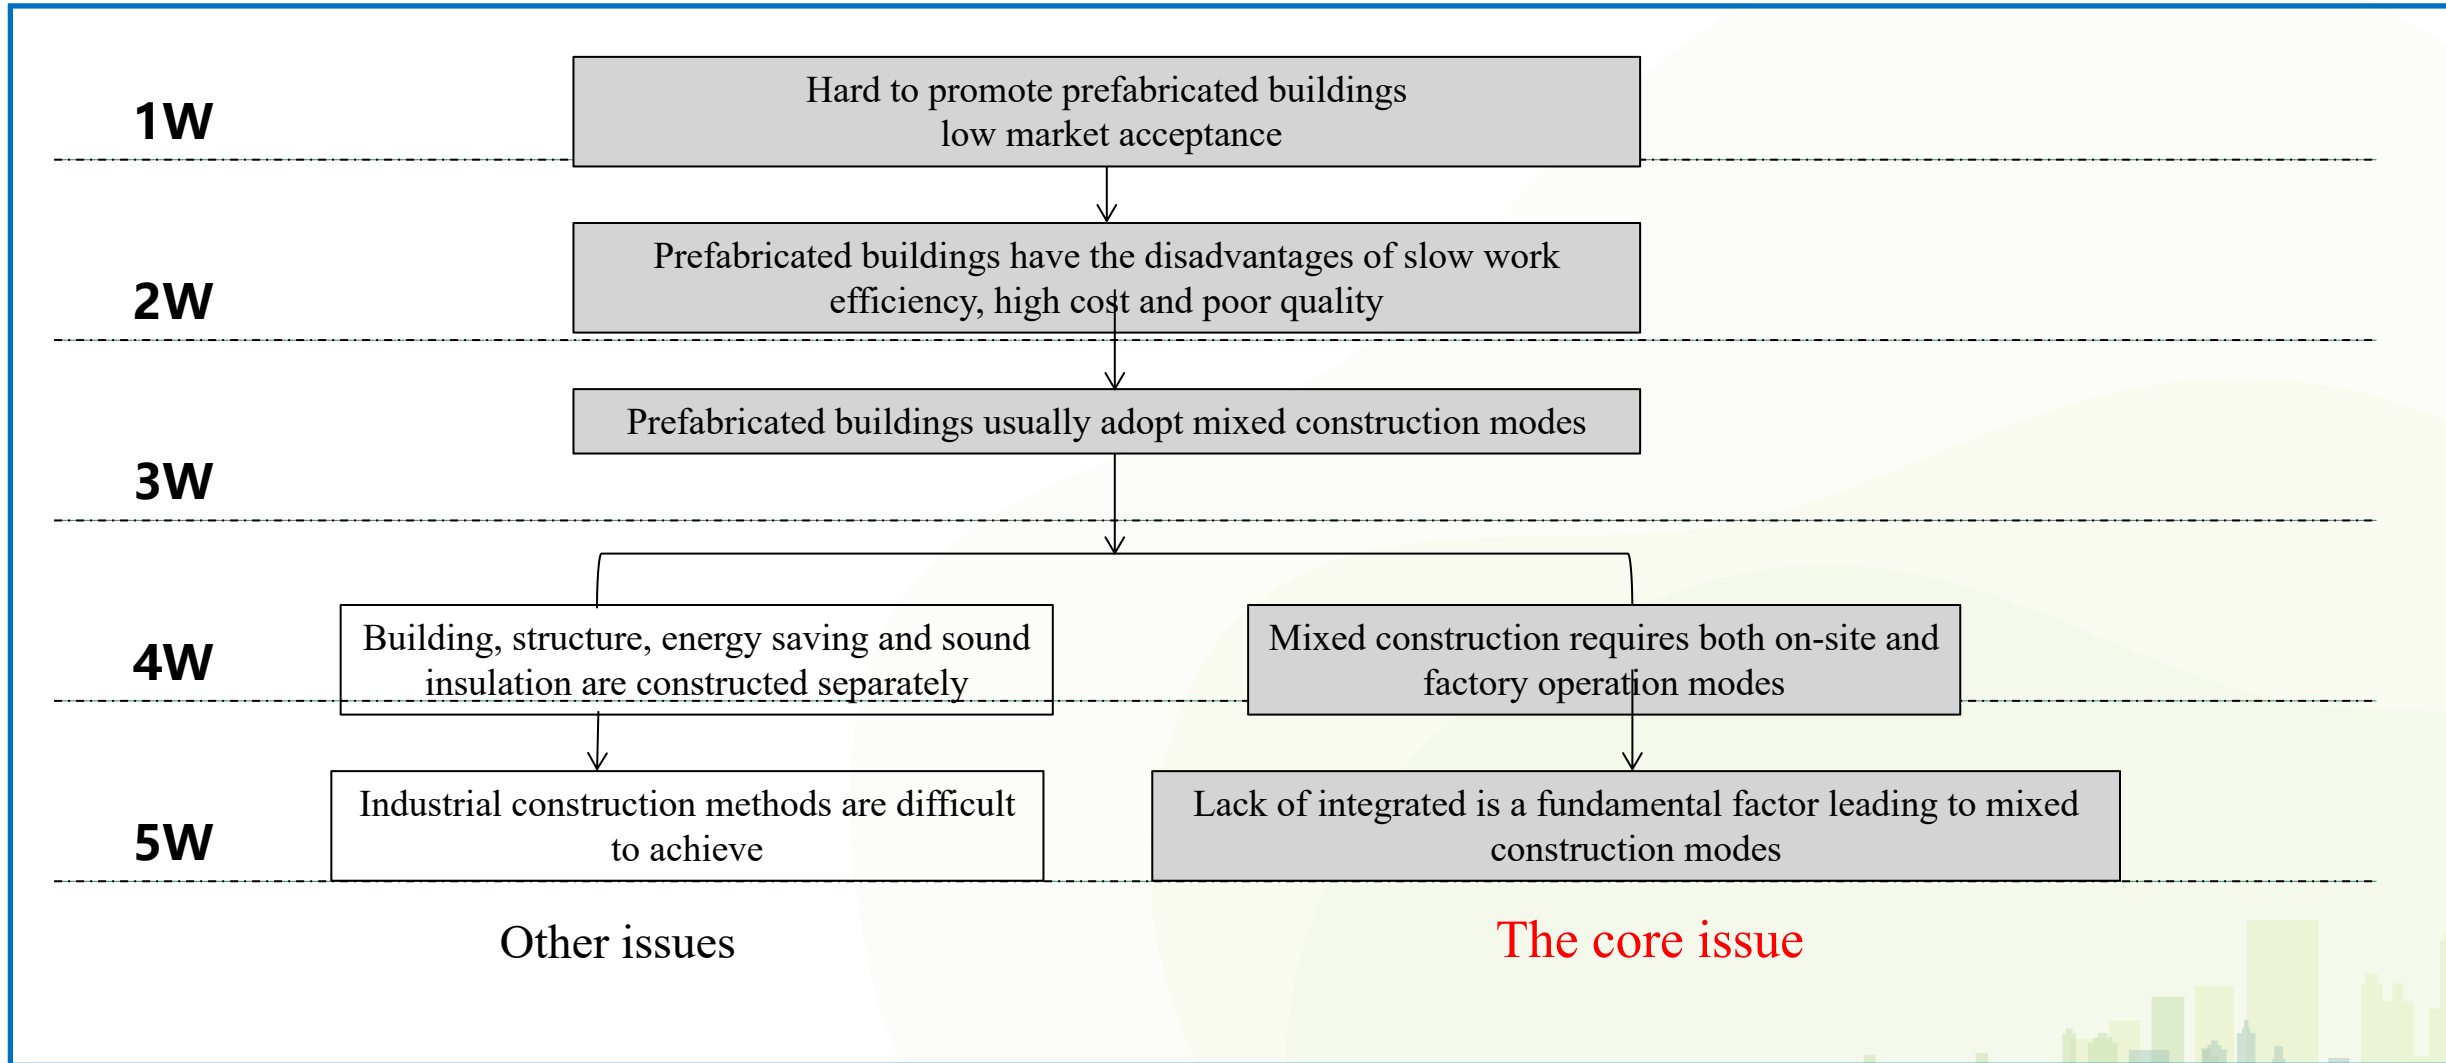 1W
Hard to promote prefabricated buildings
low market acceptance
2W
Prefabricated buildings have the disadvantages of slow work
efficiency, high cost and poor quality
3W
Prefabricated buildings usually adopt mixed construction modes
4W
Building, structure, energy saving and sound
insulation are constructed separately
Mixed construction requires both on-site and
factory operation modes
5W
Industrial construction methods are difficult
to achieve
Lack of integrated is a fundamental factor leading to mixed
construction modes
Other issues
The core issue